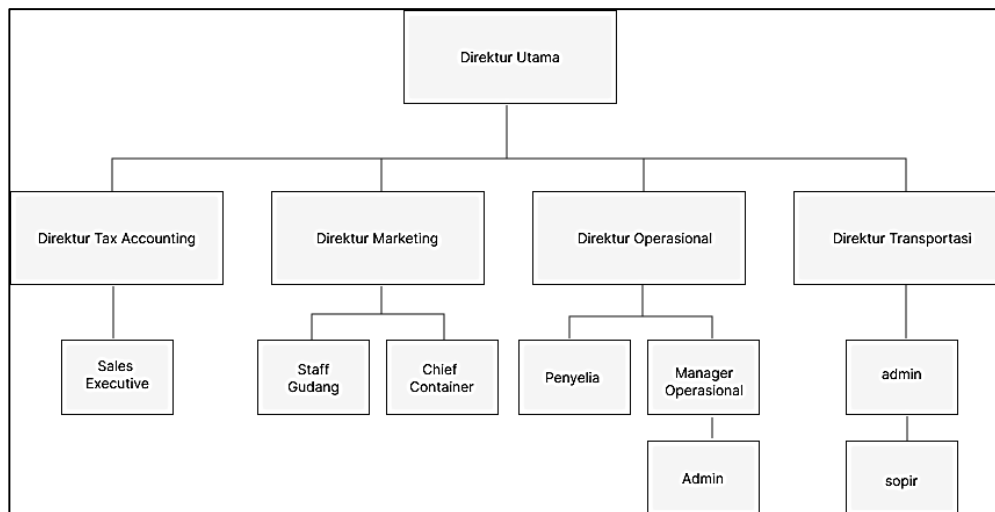 Direktur Utama
Direktur Tax Accounting
Direktur Marketing
Direktur Operasional
Direktur Transportasi
Sales
Executive
Staff
Gudang
Chief
Container
Penyelia
Manager
Operasional
admin
Admin
sopir